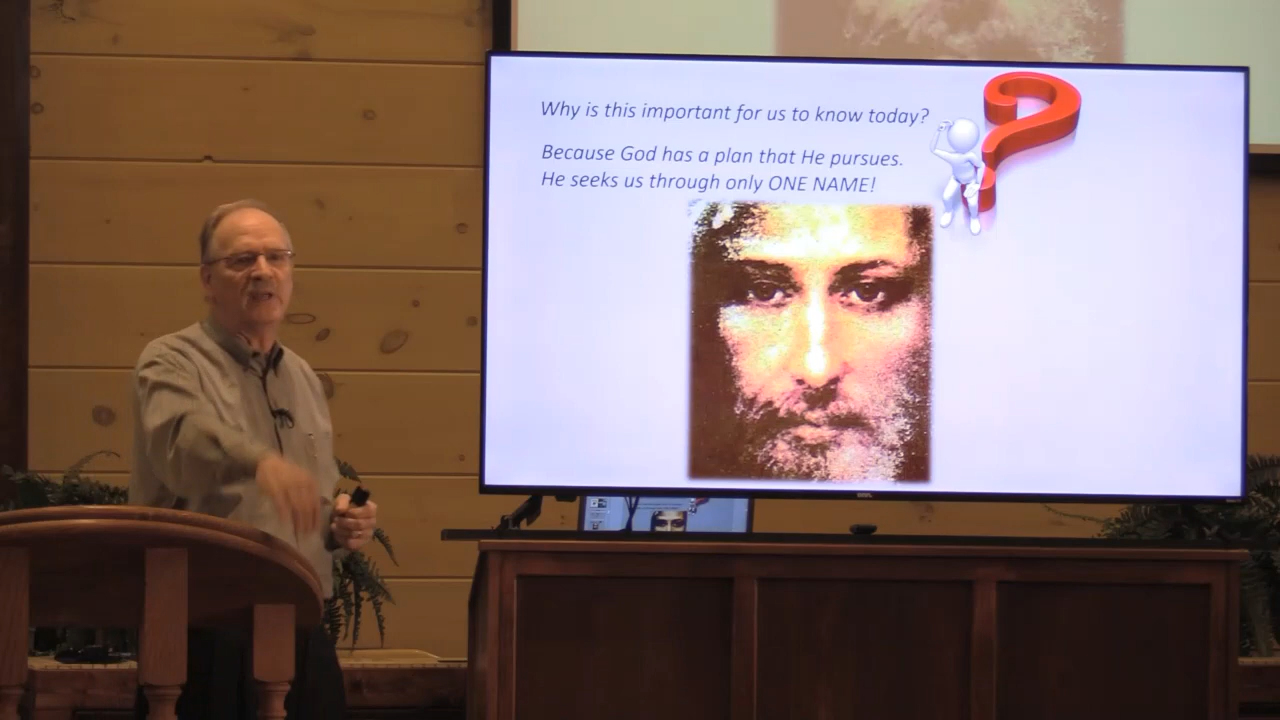 Why is this important for us to know today?
Because God has a plan that He pursues.
He seeks us through only ONE NAME!